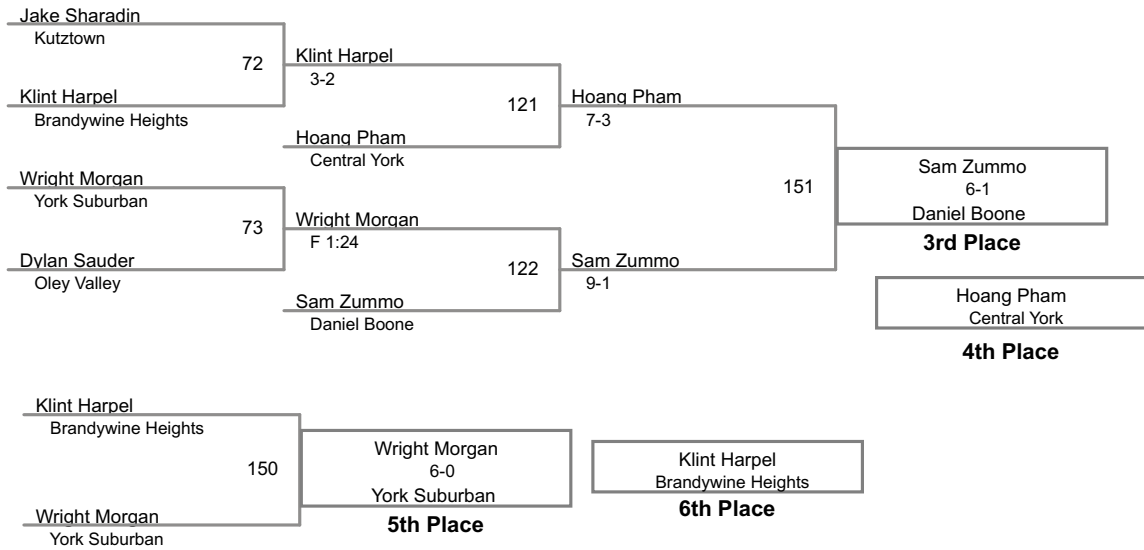 Jake Sharadin
Kutztown
72
Klint Harpel
3-2
Klint Harpel
Brandywine Heights
121
Hoang Pham
7-3
Hoang Pham
Central York
Wright Morgan
York Suburban
73
Wright Morgan
F 1:24
Dylan Sauder
Oley Valley
122
Sam Zummo
9-1
Sam Zummo
Daniel Boone
151
Sam Zummo
6-1
Daniel Boone
3rd Place
Hoang Pham
Central York
4th Place
Klint Harpel
Brandywine Heights
150
Wright Morgan
York Suburban
Wright Morgan
6-0
York Suburban
5th Place
Klint Harpel
Brandywine Heights
6th Place